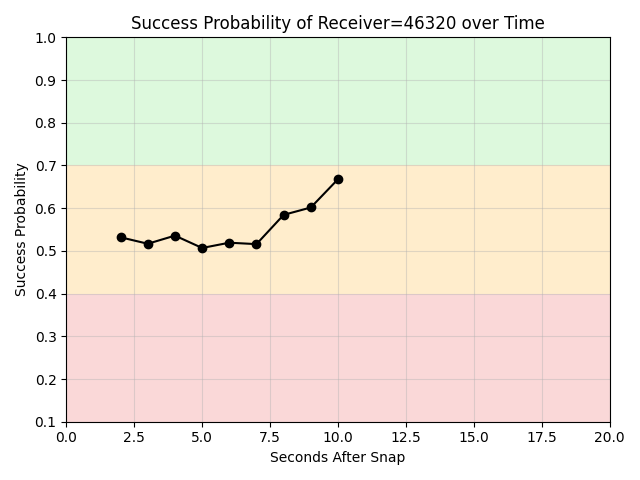 Success Probability of Receiver=46320 over Time
1.0
0.9
0.8
0.7
0.6
0.5
0.4
0.3
0.2
0.1
Success Probability
0.0 2.5 5.0 7.5 10.0 12.5 15.0 17.5 20.0
Seconds After Snap